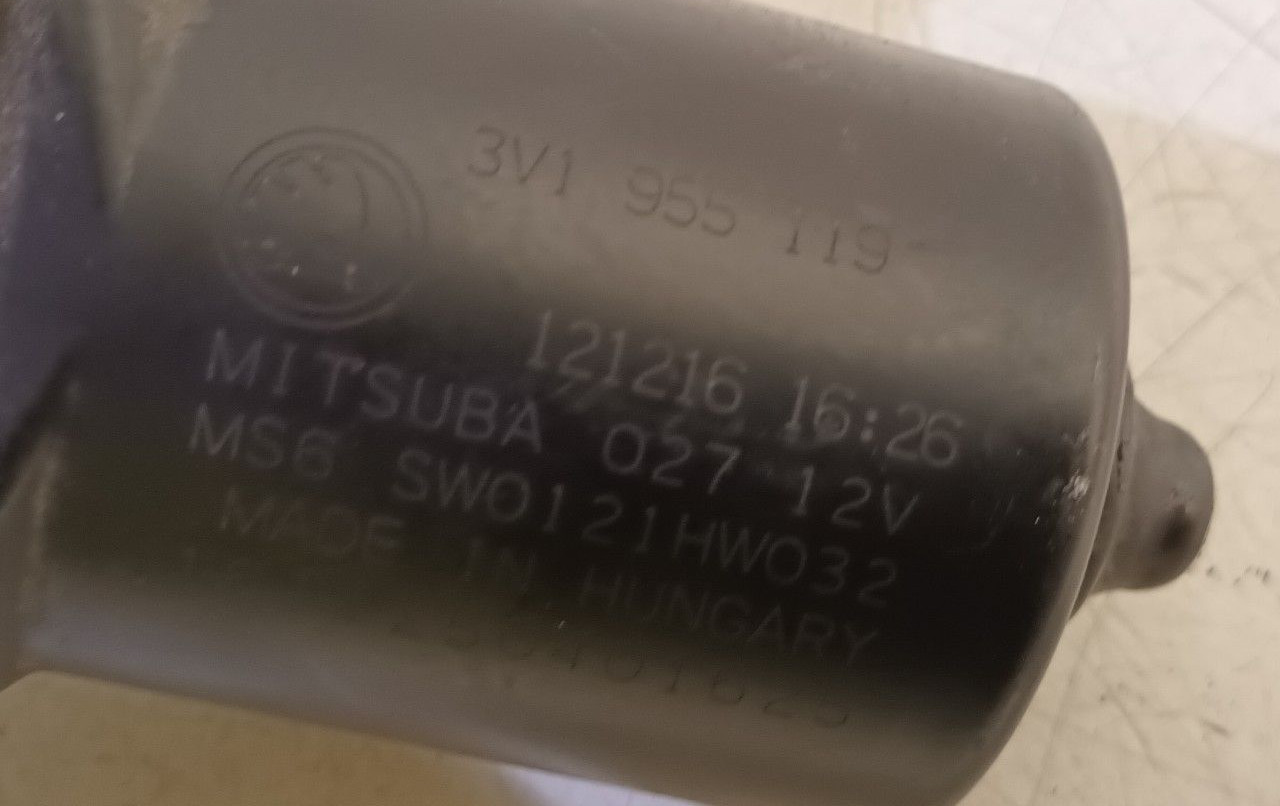 3V1 955 119
121216 16:26
MITSUBA 027 12V
MS6 SW0121HW032
MADE IN HUNGARY